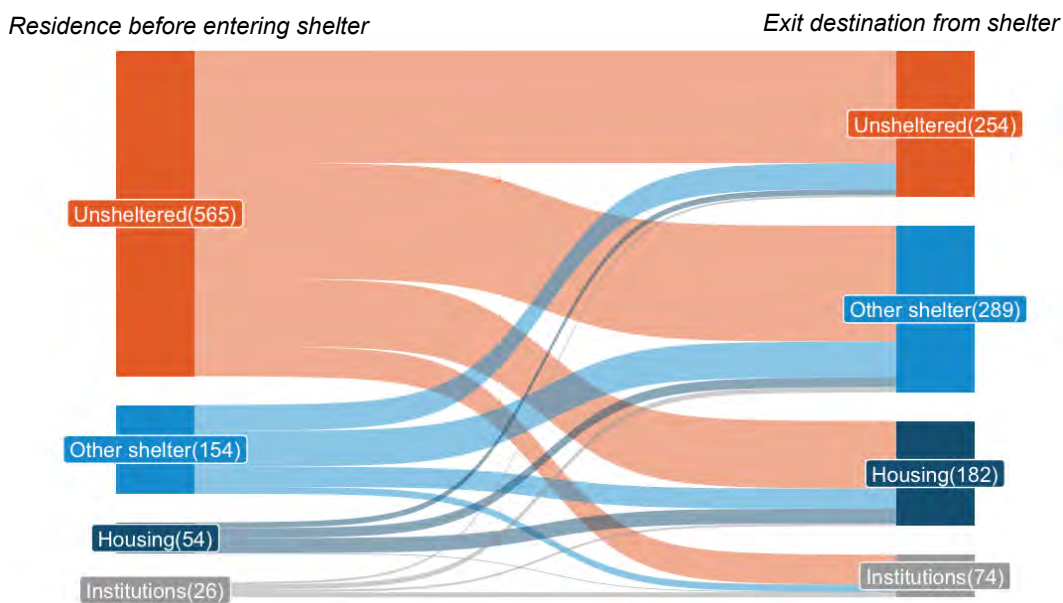 Residence before entering shelter
Exit destination from shelter
Unsheltered(565)
Other shelter(154)
Housing(54)
Institutions(26)
Unsheltered(254)
Other shelter(289)
Housing(182)
Institutions(74)